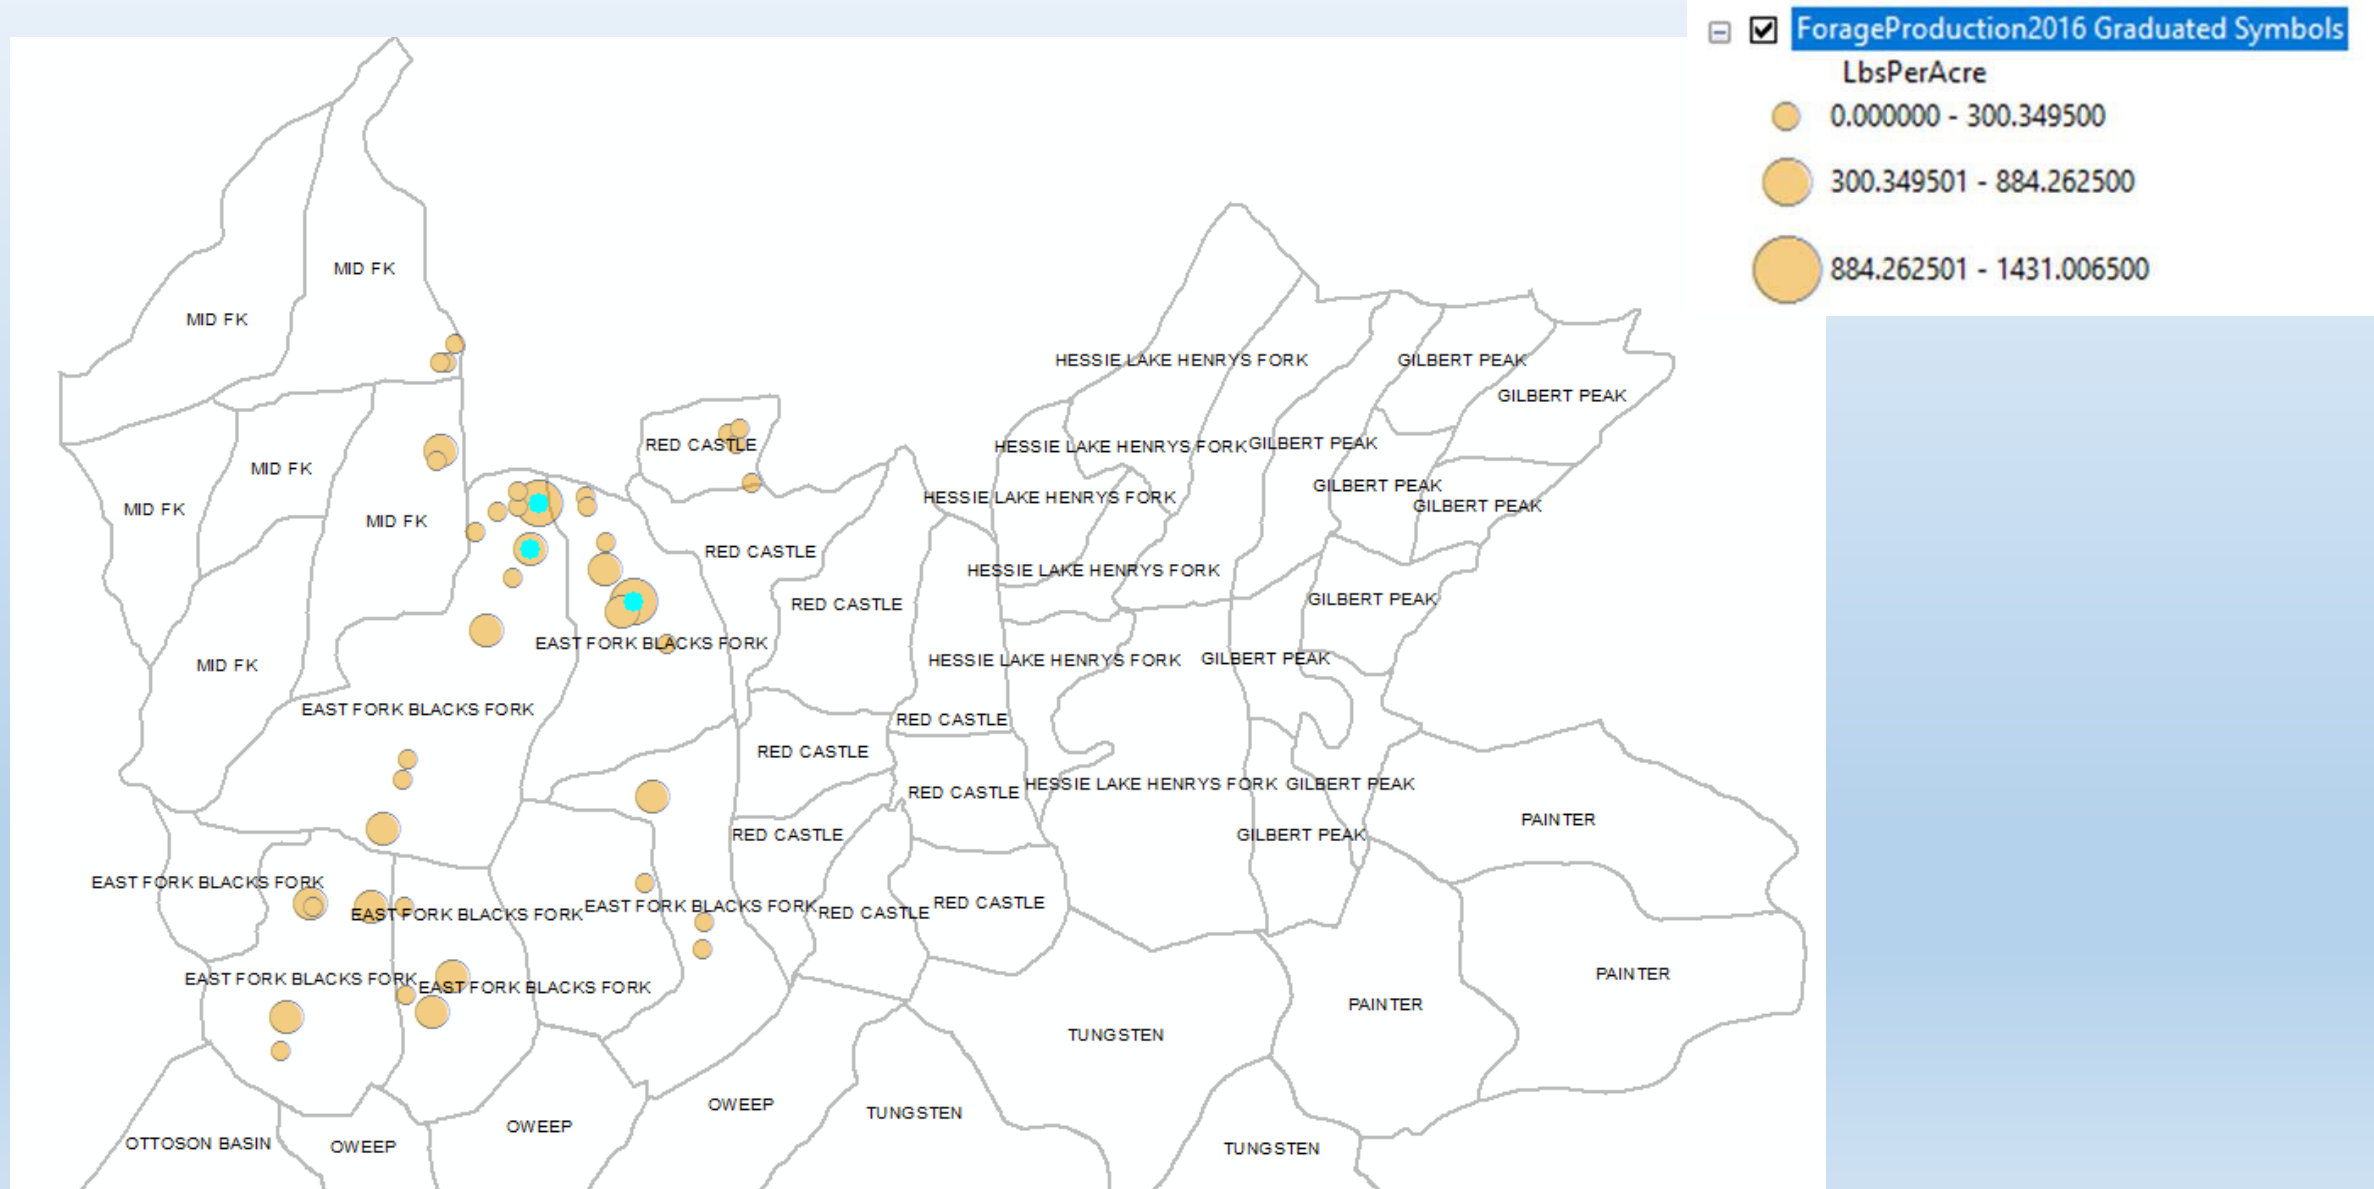 ForageProduction2016 Graduated Symbols
LbsPerAcre
0.000000 - 300.349500
300.349501 - 884.262500
884.262501 - 1431.006500
MID FK
MID FK
HESSIE LAKE HENRYS FORK
GILBERT PEAK
GILBERT PEAK
RED CASTLE
HESSIE LAKE HENRYS FORK
GILBERT PEAK
MID FK
GILBERT PEAK
HESSIE LAKE HENRYS FORK
GILBERT PEAK
MID FK
MID FK
RED CASTLE
HESSIE LAKE HENRYS FORK
GILBERT PEAK
RED CASTLE
EAST FORK BLACKS FORK
HESSIE LAKE HENRYS FORK
GILBERT PEAK
MID FK
EAST FORK BLACKS FORK
RED CASTLE
RED CASTLE
HESSIE LAKE HENRYS FORK
GILBERT PEAK
RED CASTLE
PAINTER
RED CASTLE
GILBERT PEAK
EAST FORK BLACKS FORK
RED CASTLE
EAST FORK BLACKS FORK
EAST FORK BLACKS FORK
RED CASTLE
PAINTER
EAST FORK BLACKS FORK
EAST FORK BLACKS FORK
PAINTER
TUNGSTEN
OWEEP
TUNGSTEN
OWEEP
OTTOSON BASIN
OWEEP
TUNGSTEN